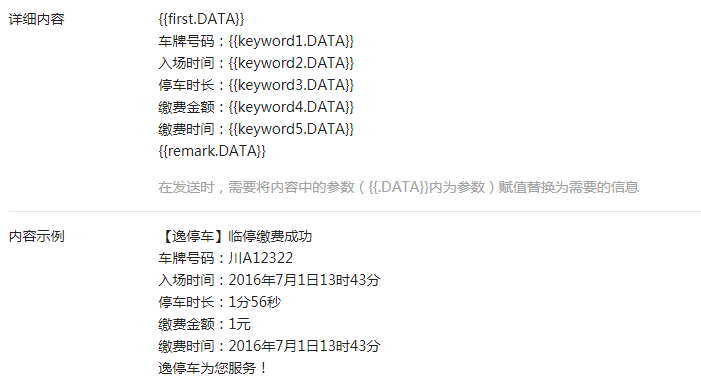 详细内容
{{first.DATA}}
车牌号码：{{keyword1.DATA}}
入场时间：{{keyword2.DATA}}
停车时长：{{keyword3.DATA}}
缴费金额：{{keyword4.DATA}}
缴费时间：{{keyword5.DATA}}
{{remark.DATA}}
在发送时，需要将内容中的参数（{{.DATA}}内为参数）赋值替换为需要的信息
内容示例
【逸停车】临停缴费成功
车牌号码：川A12322
入场时间：2016年7月1日13时43分
停车时长：1分56秒
缴费金额：1元
缴费时间：2016年7月1日13时43分
逸停车为您服务！